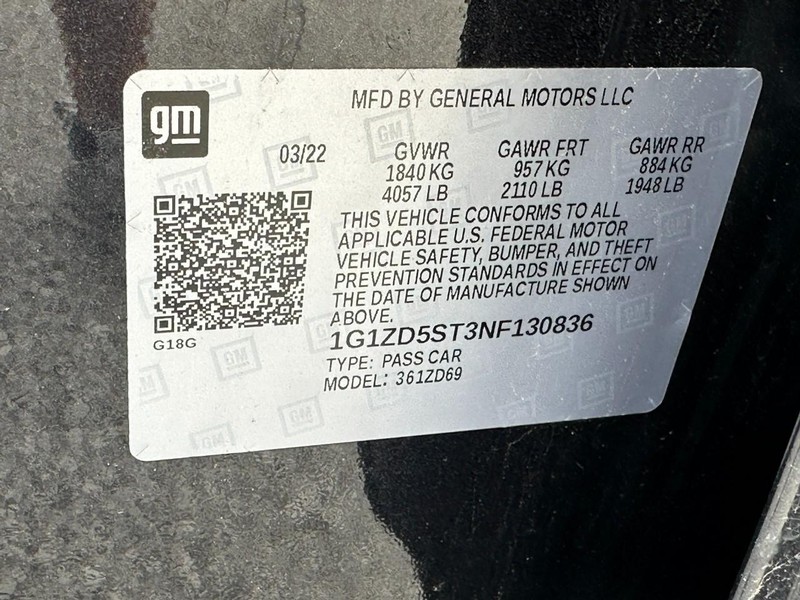 gm
MFD BY GENERAL MOTORS LLC
03/22
GVWR GAWR FRT GAWR RR
1840 KG 957 KG 884 KG
4057 LB 2110 LB 1948 LB
THIS VEHICLE CONFORMS TO ALL
APPLICABLE U.S. FEDERAL MOTOR
VEHICLE SAFETY, BUMPER, AND THEFT
PREVENTION STANDARDS IN EFFECT ON
THE DATE OF MANUFACTURE SHOWN
ABOVE.
G18G
1G1ZD5ST3NF130836
TYPE: PASS CAR
MODEL: 361ZD69